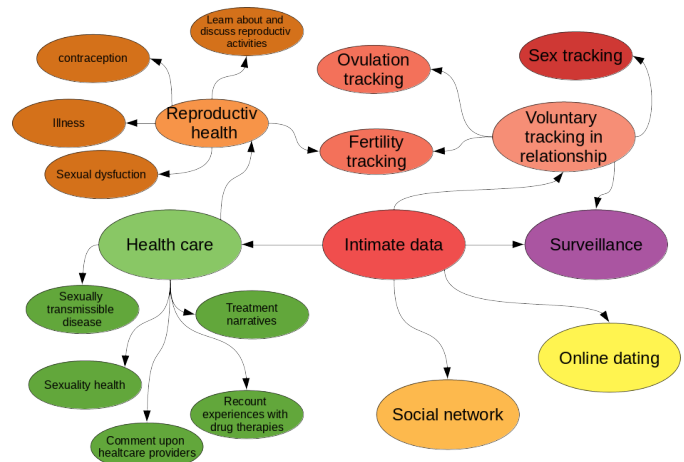 Learn about and
discuss reproductiv
activities
contraception
Ovulation
tracking
Sex tracking
Illness
Reproductiv
health
Fertility
tracking
Voluntary
tracking in
relationship
Sexual dysfuction
Health care
Intimate data
Surveillance
Sexually
transmissible
disease
Treatment
narratives
Online dating
Sexuality health
Recount
experiences with
drug therapies
Social network
Comment upon
healtcare providers